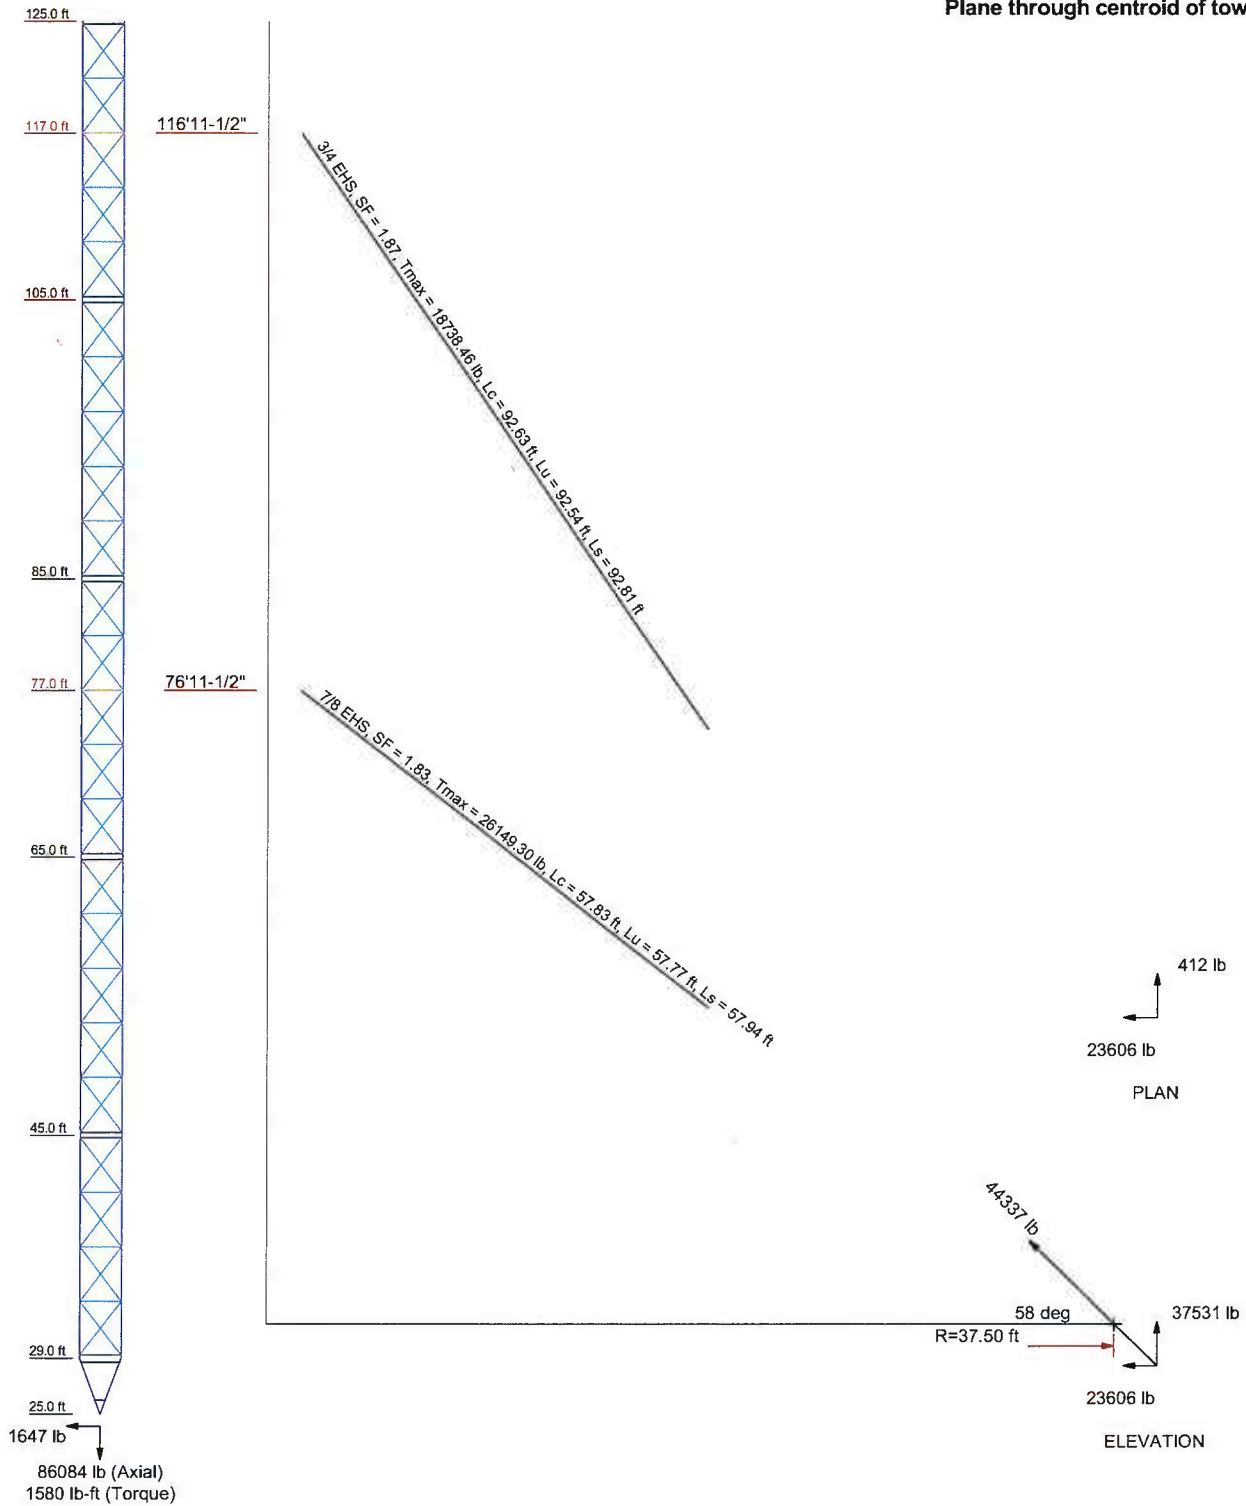 Plane through centroid of tow
125.0 ft
117.0 ft
116'11-1/2"
3/4 EHS, SF = 1.87, Tmax = 18738.46 lb, Lc = 92.63 ft, Lu = 92.54 ft, Ls = 92.81 ft
105.0 ft
85.0 ft
77.0 ft
76'11-1/2"
7/8 EHS, SF = 1.83, Tmax = 26149.30 lb, Lc = 57.83 ft, Lu = 57.77 ft, Ls = 57.94 ft
65.0 ft
412 lb
23606 lb
PLAN
45.0 ft
44337 lb
58 deg
37531 lb
R=37.50 ft
29.0 ft
23606 lb
25.0 ft
1647 lb
ELEVATION
86084 lb (Axial)
1580 lb-ft (Torque)